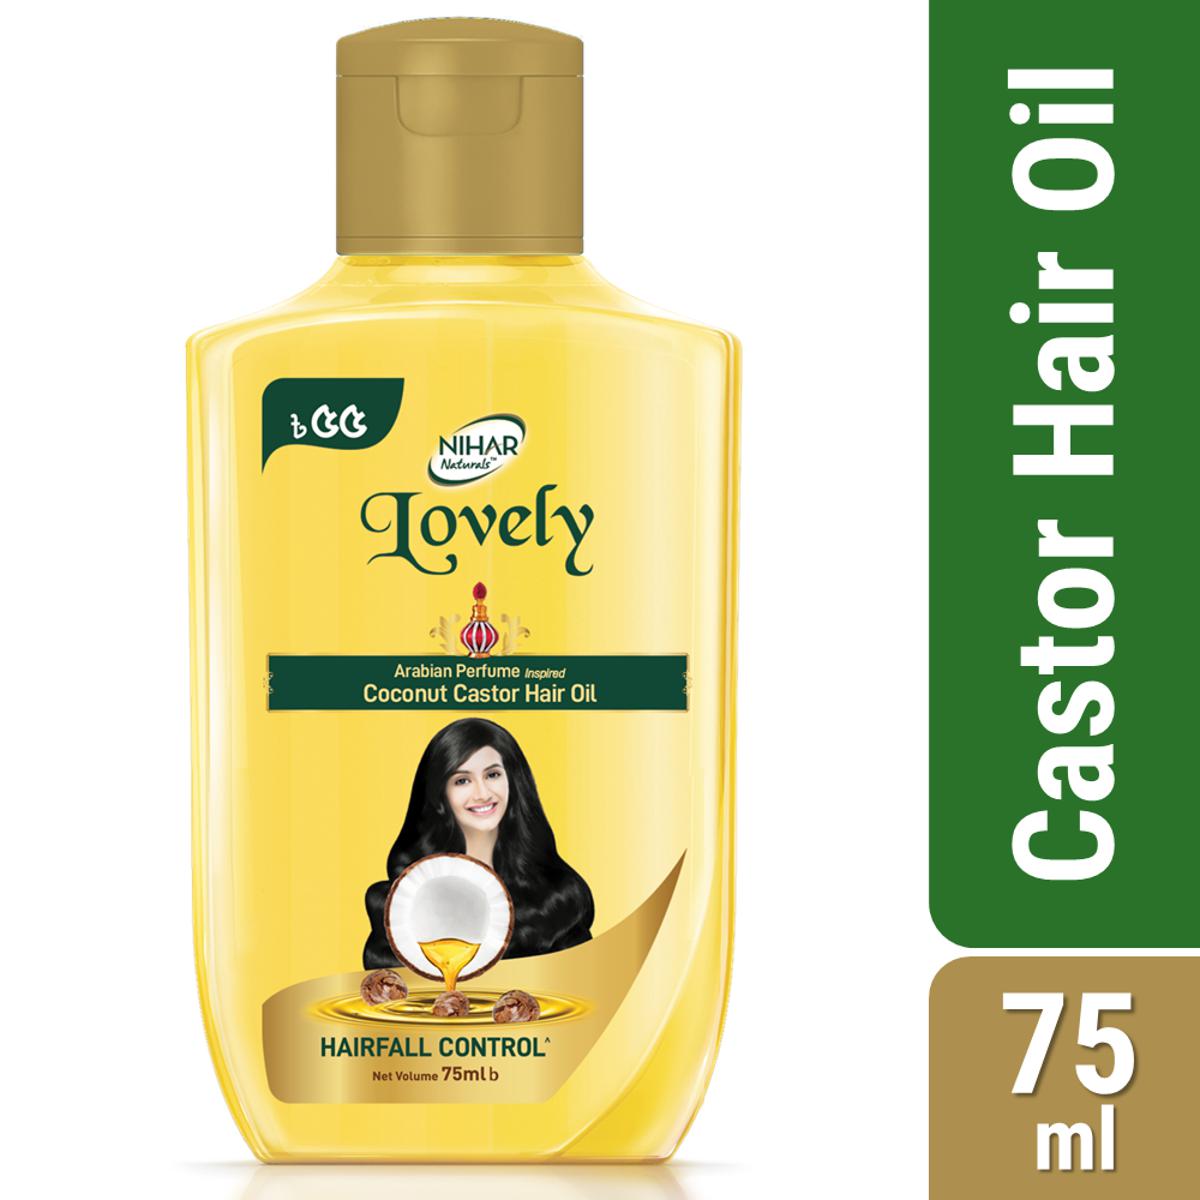 ৳ ৫৫
NIHAR
Naturals™
Lovely
Arabian Perfume Inspired
Coconut Castor Hair Oil
HAIRFALL CONTROL^
Net Volume 75ml b
Castor Hair Oil
75
ml